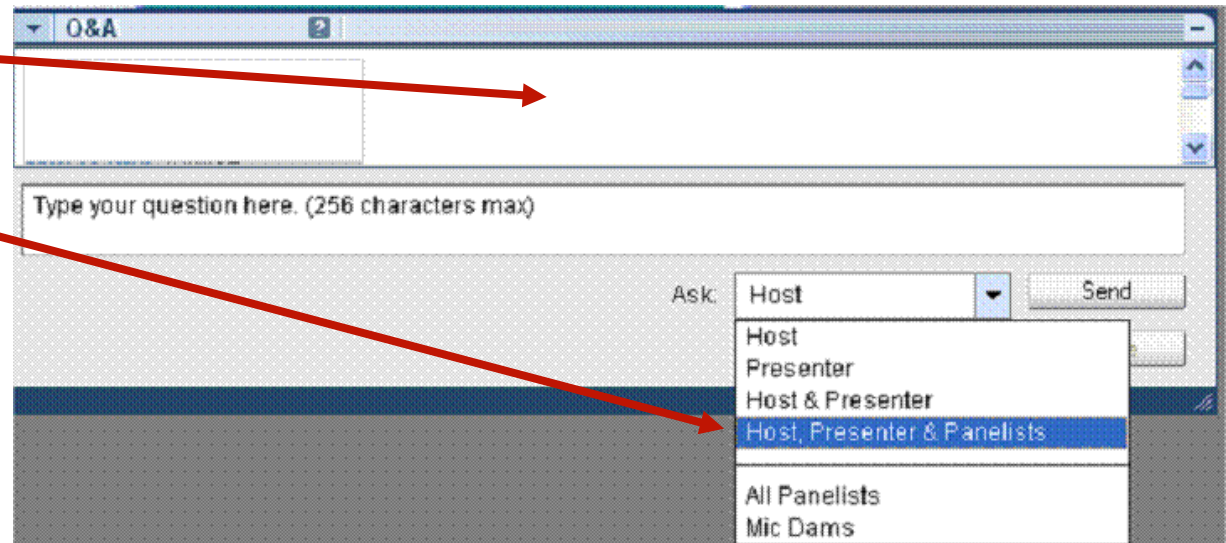 Q&A ?
Type your question here. (256 characters max)
Ask: Host Send
Host
Presenter
Host & Presenter
Host, Presenter & Panelists
All Panelists
Mic Dams